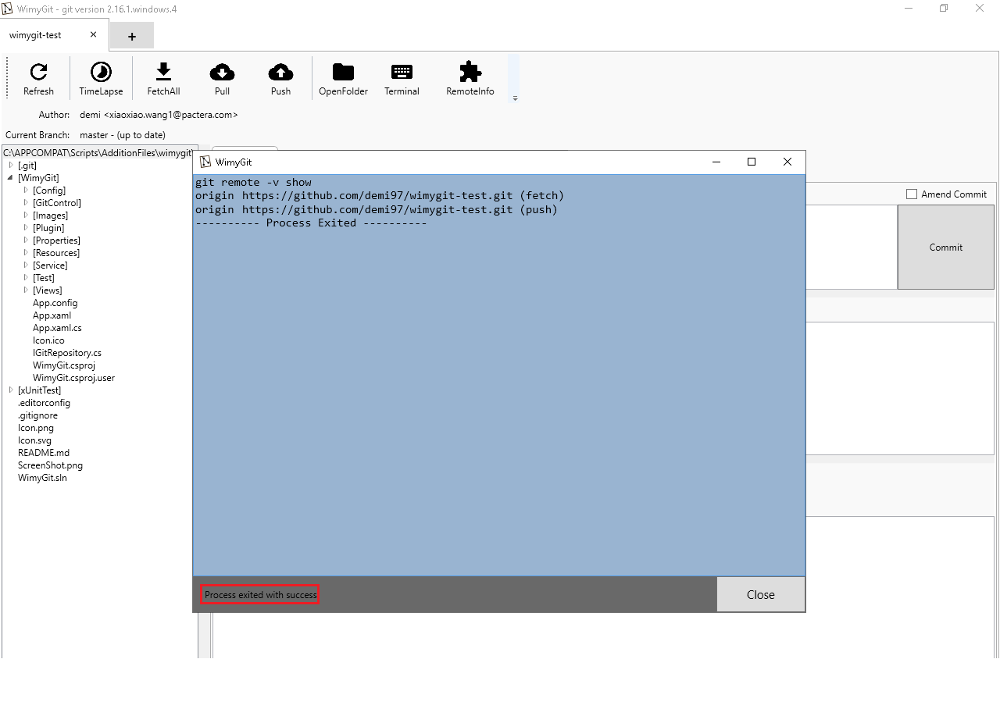 WimyGit - git version 2.16.1.windows.4
wimygit-test
+
Refresh
TimeLapse
FetchAll
Pull
Push
OpenFolder
Terminal
RemoteInfo
Author: demi <xiaoxiao.wang1@pactera.com>
Current Branch: master - (up to date)
C:\APPCOMPAT\Scripts\AdditionFiles\wimygit
[.git]
[WimyGit]
[Config]
[GitControl]
[Images]
[Plugin]
[Properties]
[Resources]
[Service]
[Test]
[Views]
App.config
App.xaml
App.xaml.cs
Icon.ico
IGitRepository.cs
WimyGit.csproj
WimyGit.csproj.user
[xUnitTest]
.editorconfig
.gitignore
Icon.png
Icon.svg
README.md
ScreenShot.png
WimyGit.sln
WimyGit
git remote -v show
origin https://github.com/demi97/wimygit-test.git (fetch)
origin https://github.com/demi97/wimygit-test.git (push)
---------- Process Exited ----------
Process exited with success
Close
Amend Commit
Commit